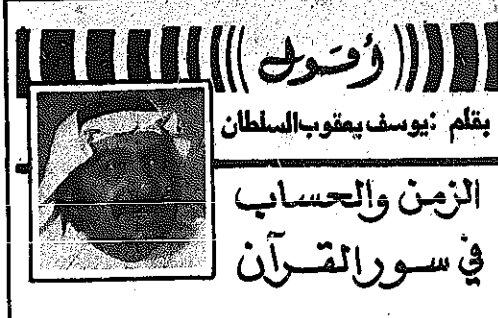 أقول
بقلم : يوسف يعقوب السلطان
الزمن والحساب
في سور القرآن